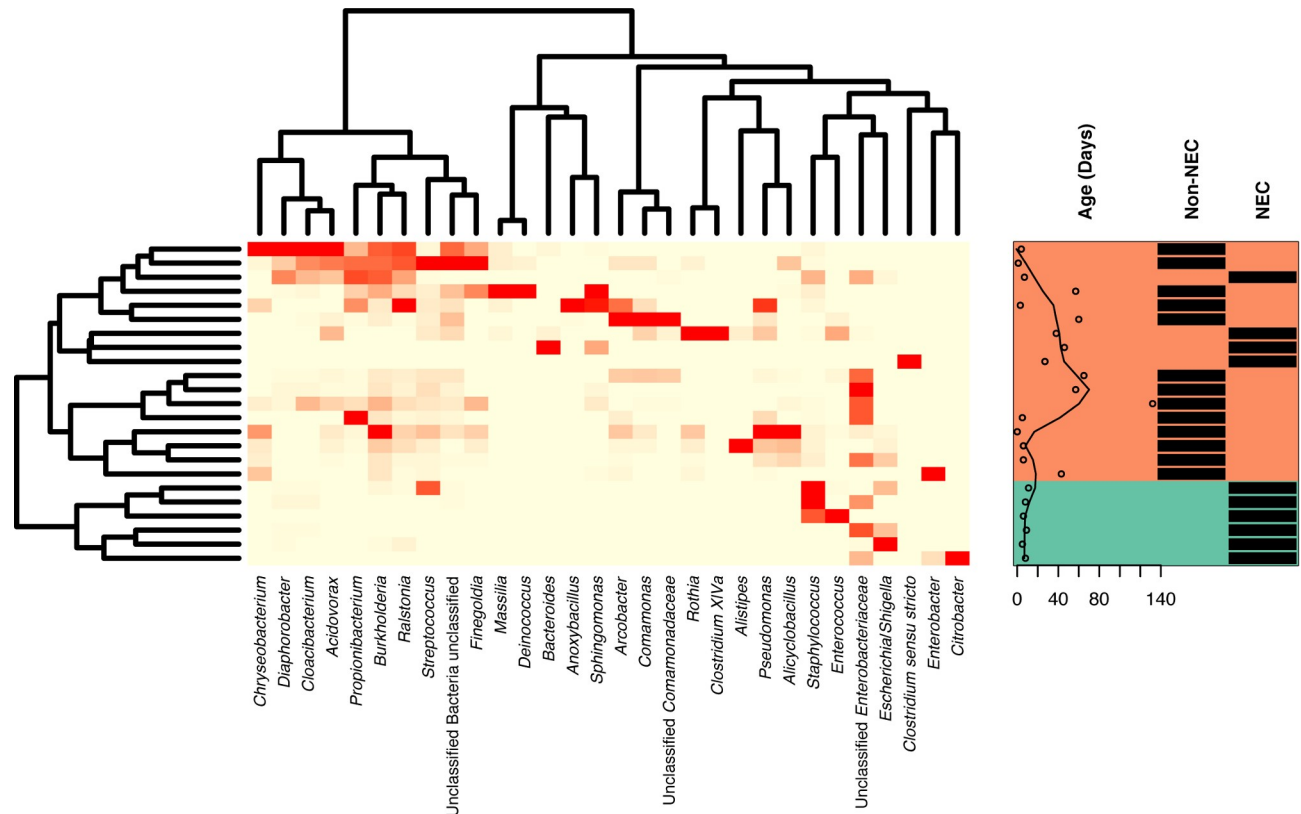 Age (Days)
Non-NEC
NEC
0
40
80
140
Chryseobacterium
Diaphorobacter
Cloacibacterium
Acidovorax
Propionibacterium
Burkholderia
Ralstonia
Streptococcus
Unclassified Bacteria unclassified
Finegoldia
Massilia
Deinococcus
Bacteroides
Anoxybacillus
Sphingomonas
Arcobacter
Comamonas
Unclassified Comamonadaceae
Rothia
Clostridium XIVa
Alistipes
Pseudomonas
Alicyclobacillus
Staphylococcus
Enterococcus
Unclassified Enterobacteriaceae
Escherichia/Shigella
Clostridium sensu stricto
Enterobacter
Citrobacter